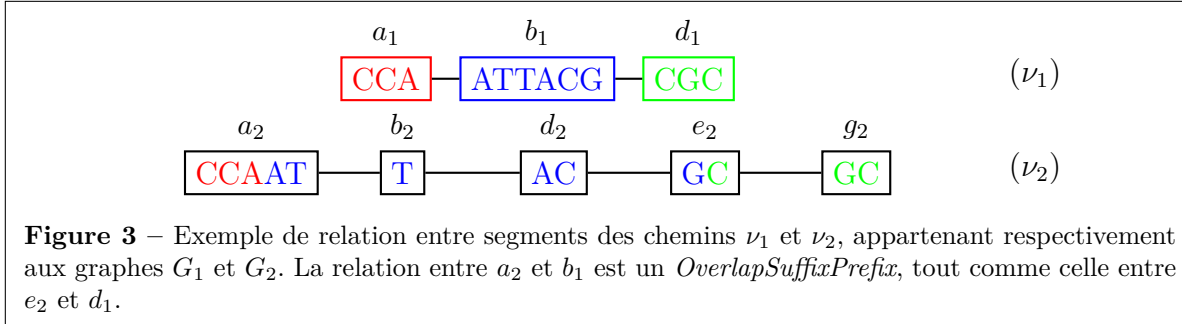 a₁ b₁ d₁
CCA ATTACG CGC (ν₁)
a₂ b₂ d₂ e₂ g₂
CCAAT T AC GC GC (ν₂)
Figure 3 – Exemple de relation entre segments des chemins ν₁ et ν₂, appartenant respectivement
aux graphes G₁ et G₂. La relation entre a₂ et b₁ est un OverlapSuffixPrefix, tout comme celle entre
e₂ et d₁.